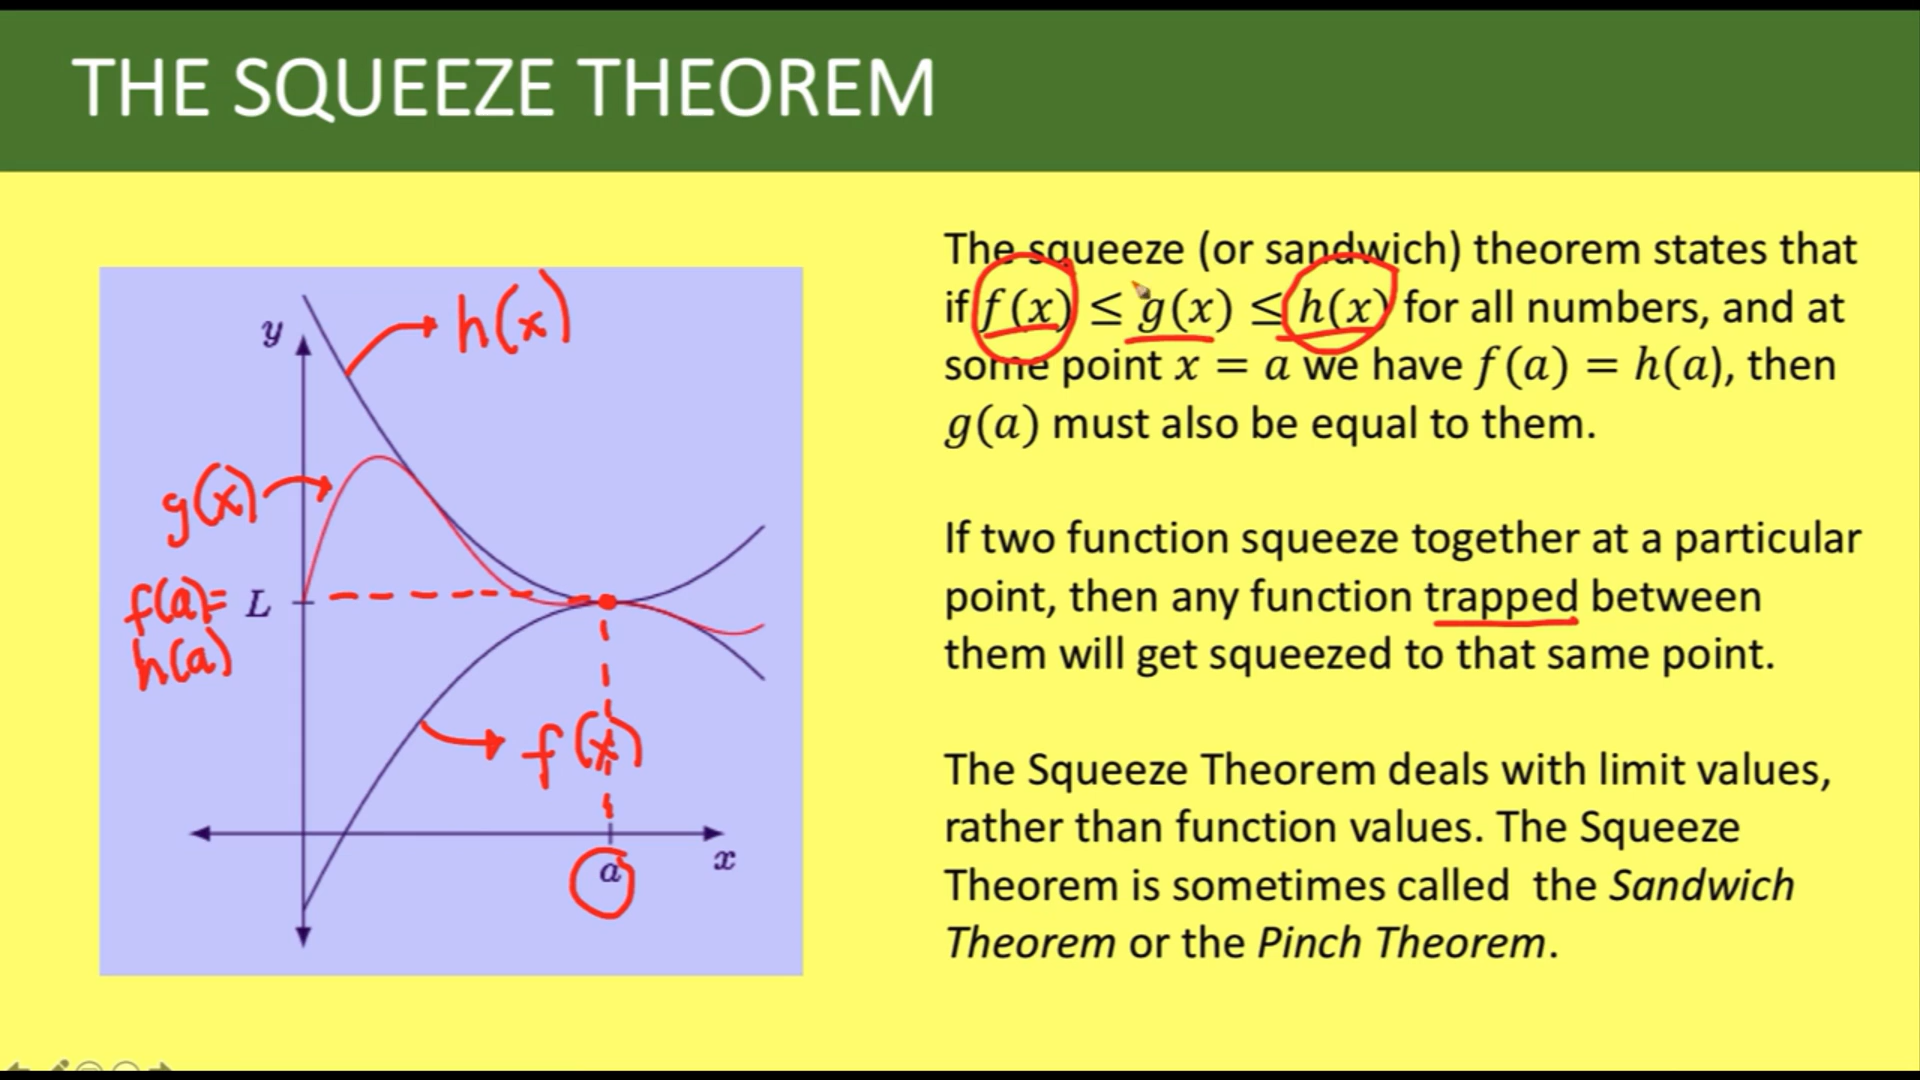 THE SQUEEZE THEOREM
y
h(x)
g(x)
f(a)= L
h(a)
f(x)
a
x
The squeeze (or sandwich) theorem states that
if f(x) ≤ g(x) ≤ h(x) for all numbers, and at
some point x = a we have f(a) = h(a), then
g(a) must also be equal to them.
If two function squeeze together at a particular
point, then any function trapped between
them will get squeezed to that same point.
The Squeeze Theorem deals with limit values,
rather than function values. The Squeeze
Theorem is sometimes called the Sandwich
Theorem or the Pinch Theorem.